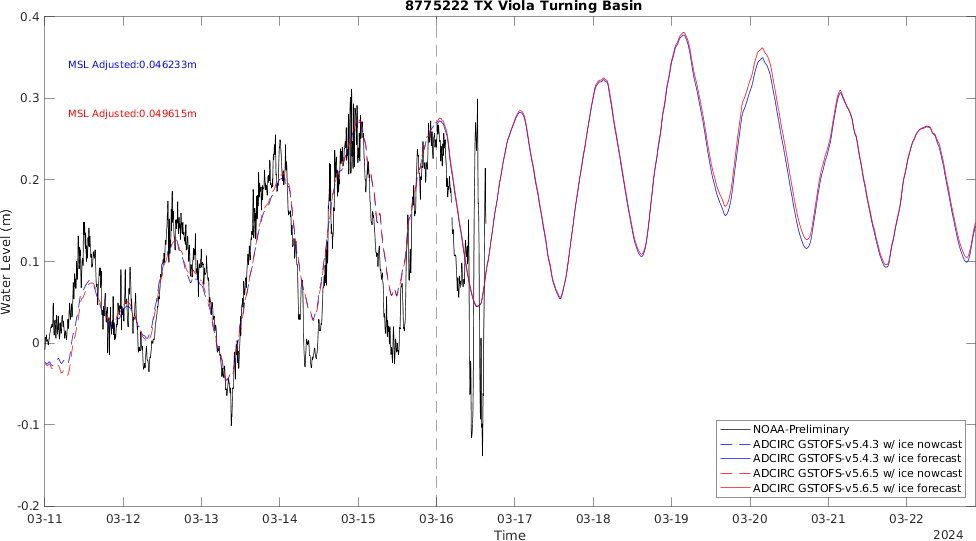 8775222 TX Viola Turning Basin
MSL Adjusted:0.046233m
MSL Adjusted:0.049615m
Water Level (m)
0.4
0.3
0.2
0.1
0
-0.1
-0.2
NOAA-Preliminary
ADCIRC GSTOFS-v5.4.3 w/ ice nowcast
ADCIRC GSTOFS-v5.4.3 w/ ice forecast
ADCIRC GSTOFS-v5.6.5 w/ ice nowcast
ADCIRC GSTOFS-v5.6.5 w/ ice forecast
03-11 03-12 03-13 03-14 03-15 03-16 03-17 03-18 03-19 03-20 03-21 03-22
Time
2024